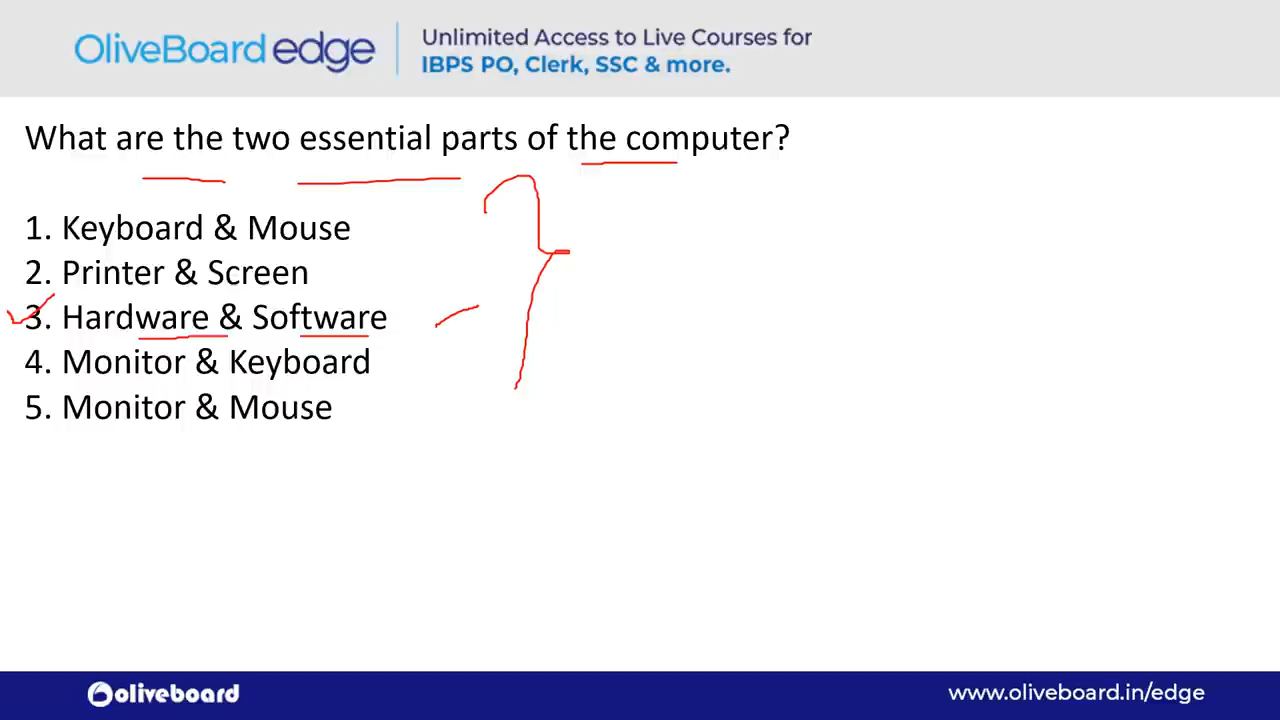 OliveBoard edge
Unlimited Access to Live Courses for
IBPS PO, Clerk, SSC & more.
What are the two essential parts of the computer?
1. Keyboard & Mouse
2. Printer & Screen
3. Hardware & Software
4. Monitor & Keyboard
5. Monitor & Mouse
oliveboard
www.oliveboard.in/edge